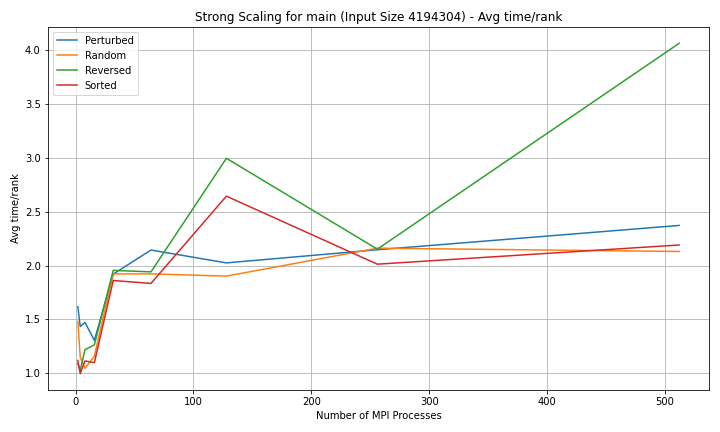 Strong Scaling for main (Input Size 4194304) - Avg time/rank
Perturbed
Random
Reversed
Sorted
Avg time/rank
4.0
3.5
3.0
2.5
2.0
1.5
1.0
0
100
200
300
400
500
Number of MPI Processes